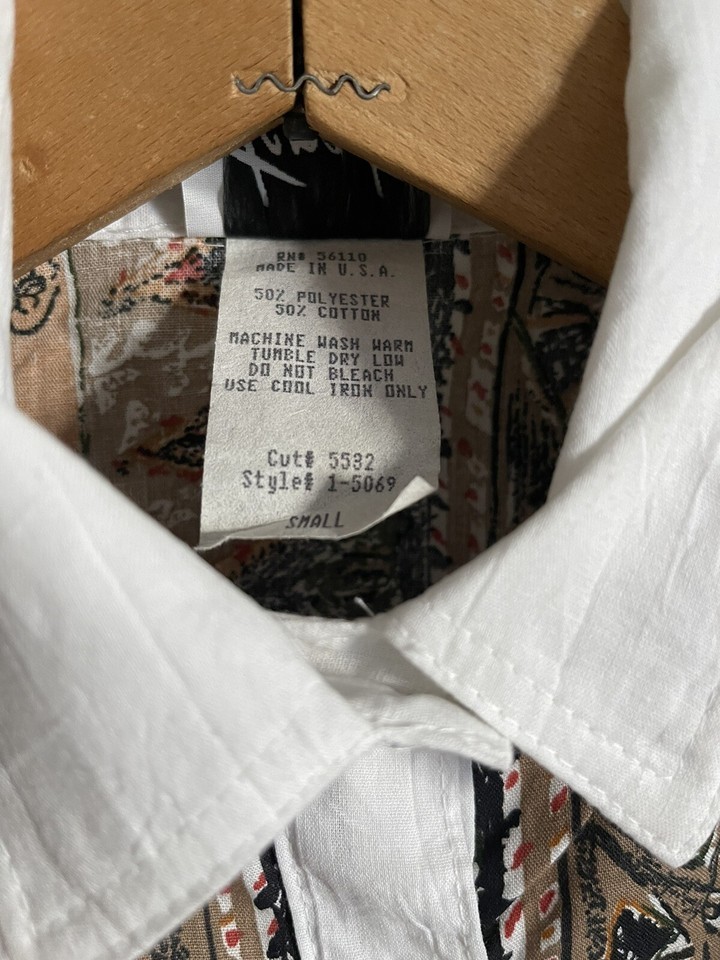 RN# 56110
MADE IN U.S.A.
50% POLYESTER
50% COTTON
MACHINE WASH WARM
TUMBLE DRY LOW
DO NOT BLEACH
USE COOL IRON ONLY
Cut# 5532
Style# 1-5069
SMALL